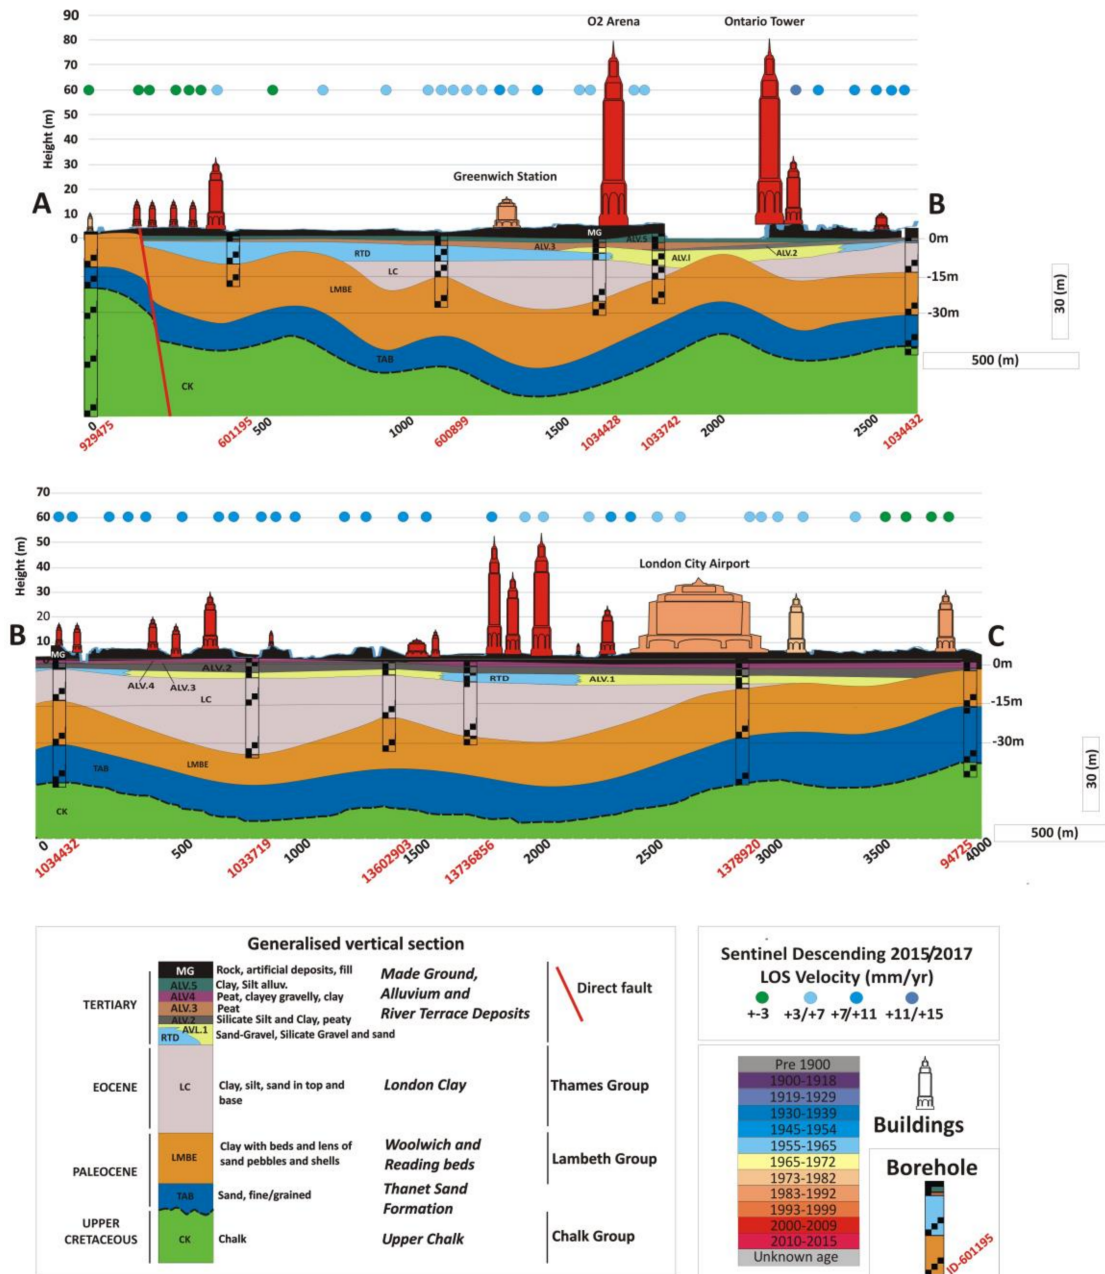 90
80
70
60
50
40
30
20
10
0
Height (m)
O2 Arena
Ontario Tower
Greenwich Station
A
B
MG
ALV.5
ALV.3
ALV.1
ALV.2
RTD
LC
LMBE
TAB
CK
0m
-15m
-30m
30 (m)
500 (m)
0
500
1000
1500
2000
2500
929475
601195
600899
1034428
1033742
1034432
70
60
50
40
30
20
10
0
Height (m)
London City Airport
B
C
MG
ALV.2
ALV.4
ALV.3
RTD
ALV.1
LC
LMBE
TAB
CK
0m
-15m
-30m
30 (m)
500 (m)
0
500
1000
1500
2000
2500
3000
3500
4000
1034432
1033719
13602903
13736856
1378920
94725
Generalised vertical section
TERTIARY
MG Rock, artificial deposits, fill
ALV.5 Clay, Silt alluv.
ALV4 Peat, clayey gravelly, clay
ALV.3 Peat
ALV.2 Silicate Silt and Clay, peaty
AVL.1
RTD
Sand-Gravel, Silicate Gravel and sand
Made Ground,
Alluvium and
River Terrace Deposits
Direct fault
EOCENE
LC
Clay, silt, sand in top and
base
London Clay
Thames Group
PALEOCENE
LMBE
Clay with beds and lens of
sand pebbles and shells
Woolwich and
Reading beds
Lambeth Group
TAB
Sand, fine/grained
Thanet Sand
Formation
UPPER
CRETACEOUS
CK
Chalk
Upper Chalk
Chalk Group
Sentinel Descending 2015/2017
LOS Velocity (mm/yr)
+-3 +3/+7 +7/+11 +11/+15
Pre 1900
1900-1918
1919-1929
1930-1939
1945-1954
1955-1965
1965-1972
1973-1982
1983-1992
1993-1999
2000-2009
2010-2015
Unknown age
Buildings
Borehole
ID-601195